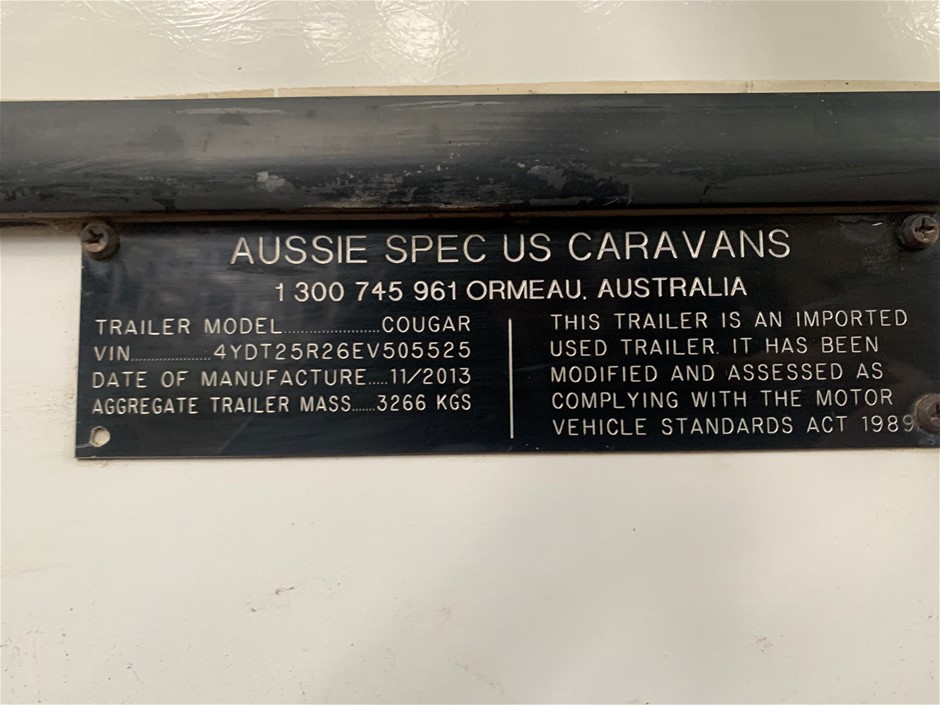 AUSSIE SPEC US CARAVANS
1 300 745 961 ORMEAU, AUSTRALIA
TRAILER MODEL......................COUGAR
VIN..................4YDT25R26EV505525
DATE OF MANUFACTURE.....11/2013
AGGREGATE TRAILER MASS......3266 KGS
THIS TRAILER IS AN IMPORTED
USED TRAILER. IT HAS BEEN
MODIFIED AND ASSESSED AS
COMPLYING WITH THE MOTOR
VEHICLE STANDARDS ACT 1989